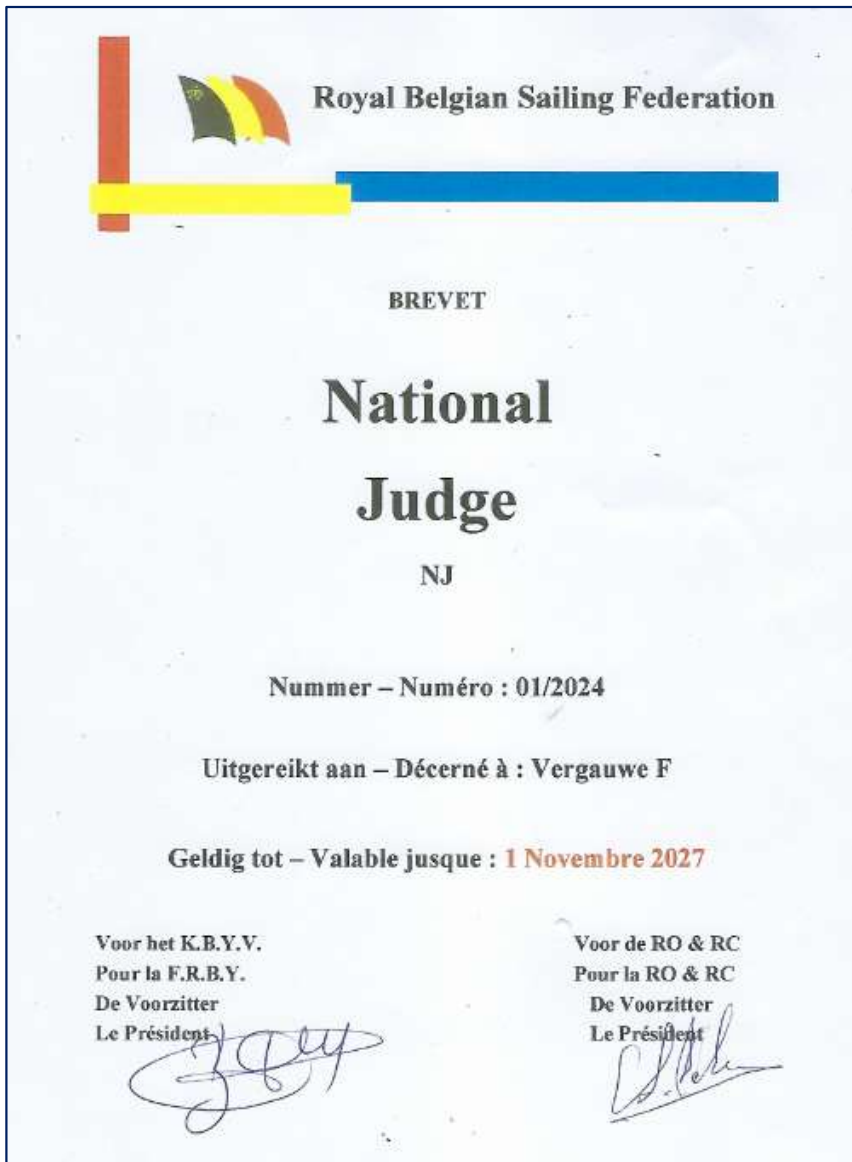 Royal Belgian Sailing Federation
BREVET
National
Judge
NJ
Nummer – Numéro : 01/2024
Uitgereikt aan – Décerné à : Vergauwe F
Geldig tot – Valable jusque : 1 Novembre 2027
Voor het K.B.Y.V.
Pour la F.R.B.Y.
De Voorzitter
Le Président
Voor de RO & RC
Pour la RO & RC
De Voorzitter
Le Président